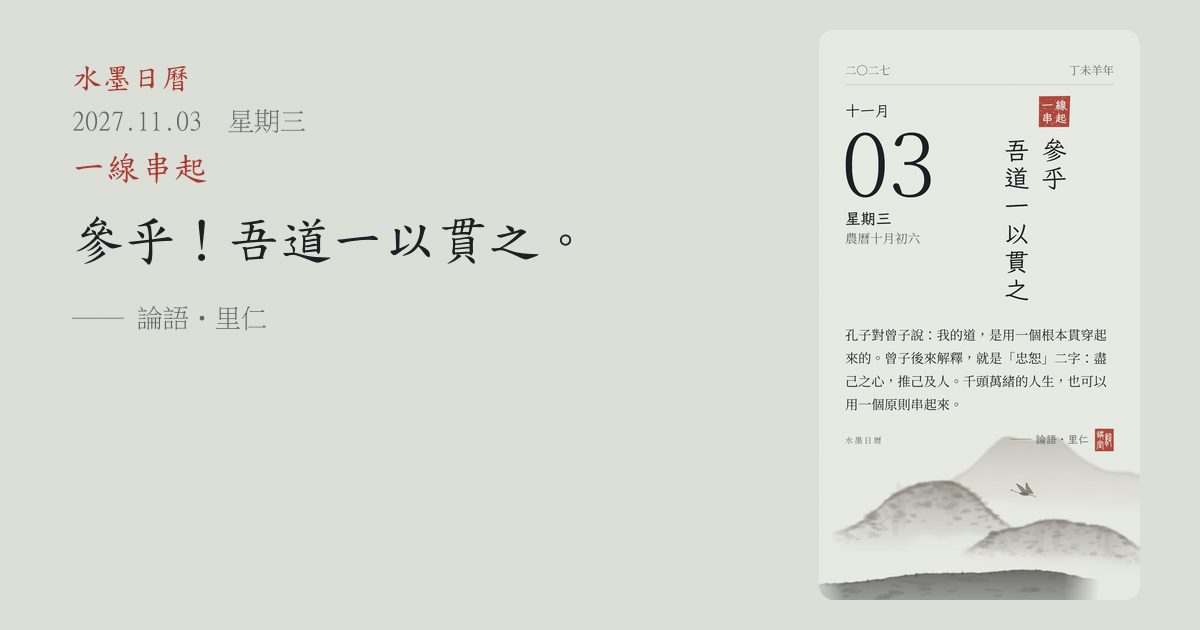 水墨日曆
2027.11.03 星期三
一線串起
參乎！吾道一以貫之。
—— 論語・里仁
二〇二七
丁未羊年
十一月
03
星期三
農曆十月初六
一線串起
參乎
吾道一以貫之
孔子對曾子說：我的道，是用一個根本貫穿起
來的。曾子後來解釋，就是「忠恕」二字：盡
己之心，推己及人。千頭萬緒的人生，也可以
用一個原則串起來。
水墨日曆
—— 論語・里仁